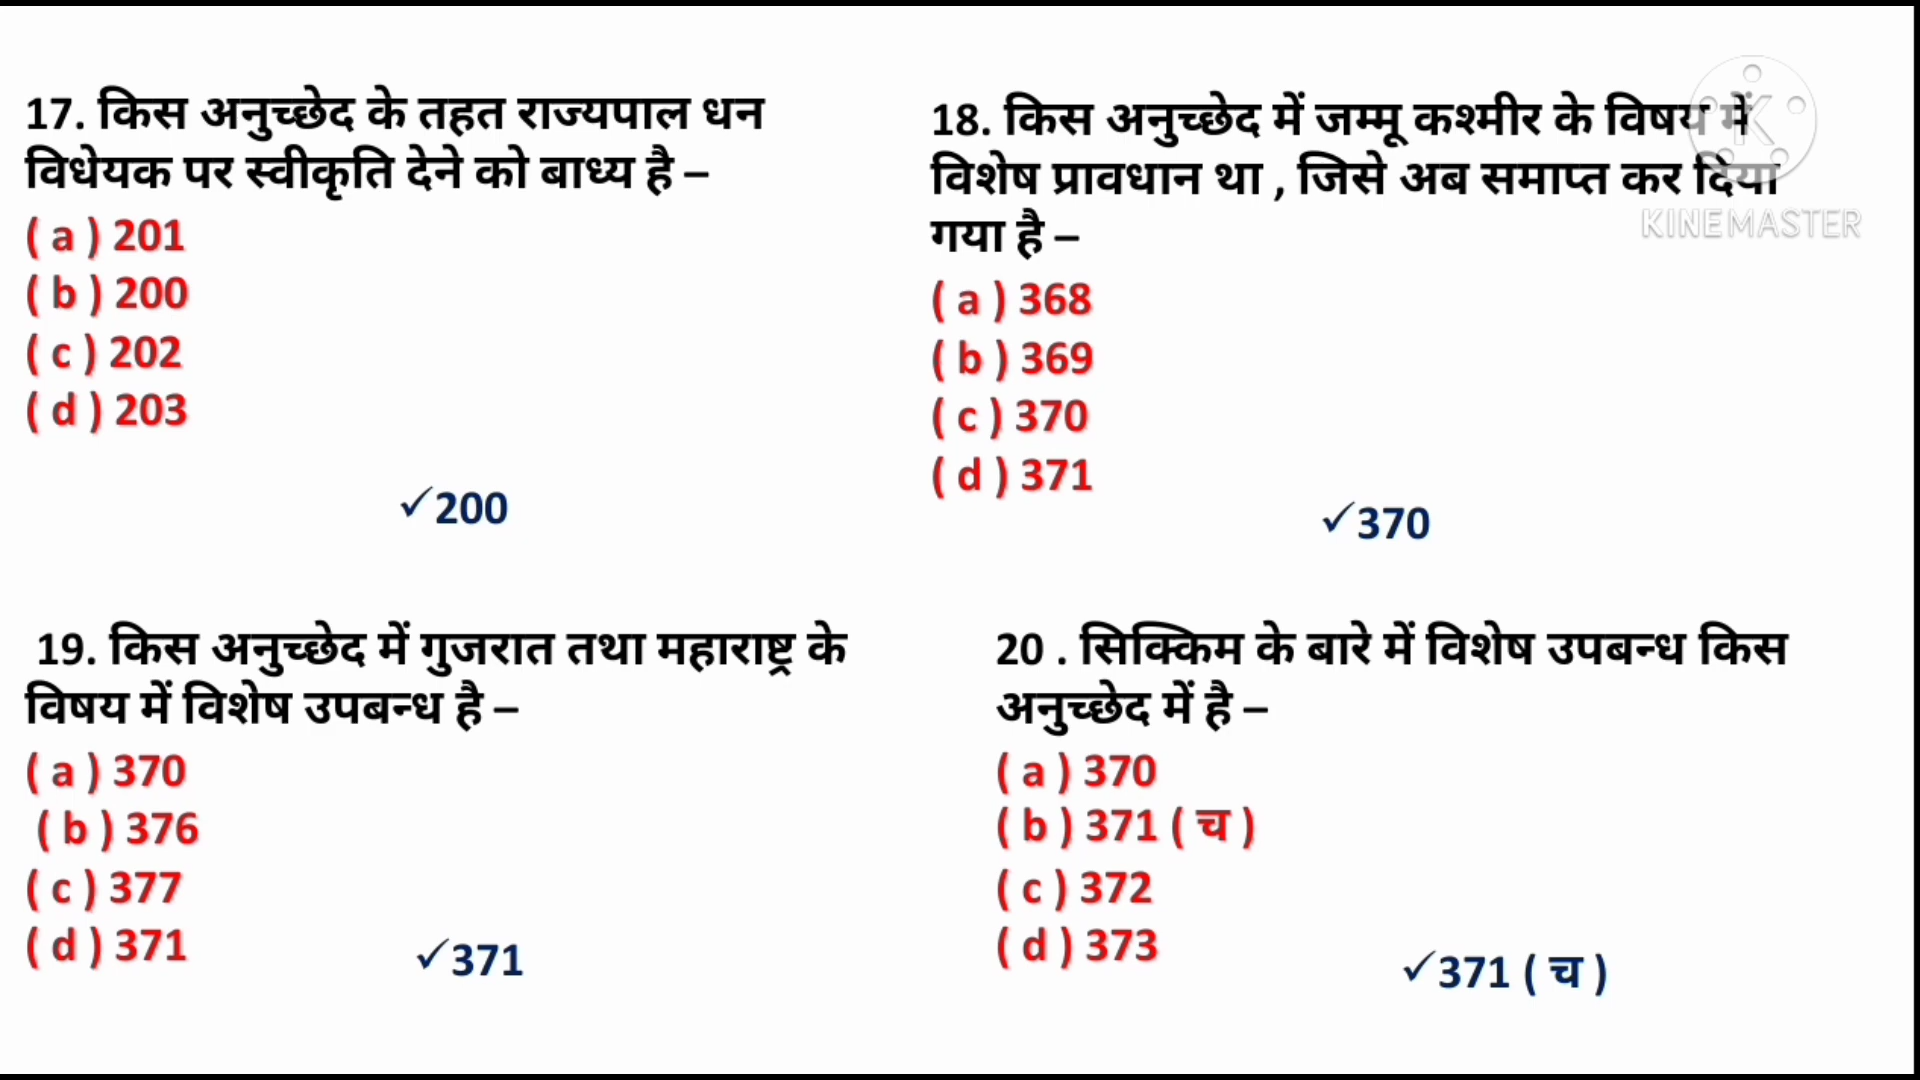 17. किस अनुच्छेद के तहत राज्यपाल धन
विधेयक पर स्वीकृति देने को बाध्य है –
( a ) 201
( b ) 200
( c ) 202
( d ) 203
✓200
18. किस अनुच्छेद में जम्मू कश्मीर के विषय में
विशेष प्रावधान था , जिसे अब समाप्त कर दिया
गया है –
( a ) 368
( b ) 369
( c ) 370
( d ) 371
✓370
K
KINEMASTER
19. किस अनुच्छेद में गुजरात तथा महाराष्ट्र के
विषय में विशेष उपबन्ध है –
( a ) 370
( b ) 376
( c ) 377
( d ) 371
✓371
20 . सिक्किम के बारे में विशेष उपबन्ध किस
अनुच्छेद में है –
( a ) 370
( b ) 371 ( च )
( c ) 372
( d ) 373
✓371 ( च )